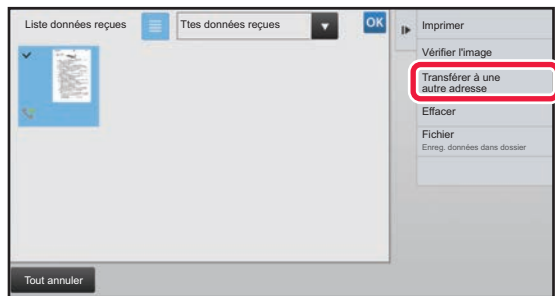 Liste données reçues
Ttes données reçues
OK
Imprimer
Vérifier l'image
Transférer à une
autre adresse
Effacer
Fichier
Enreg. données dans dossier
Tout annuler